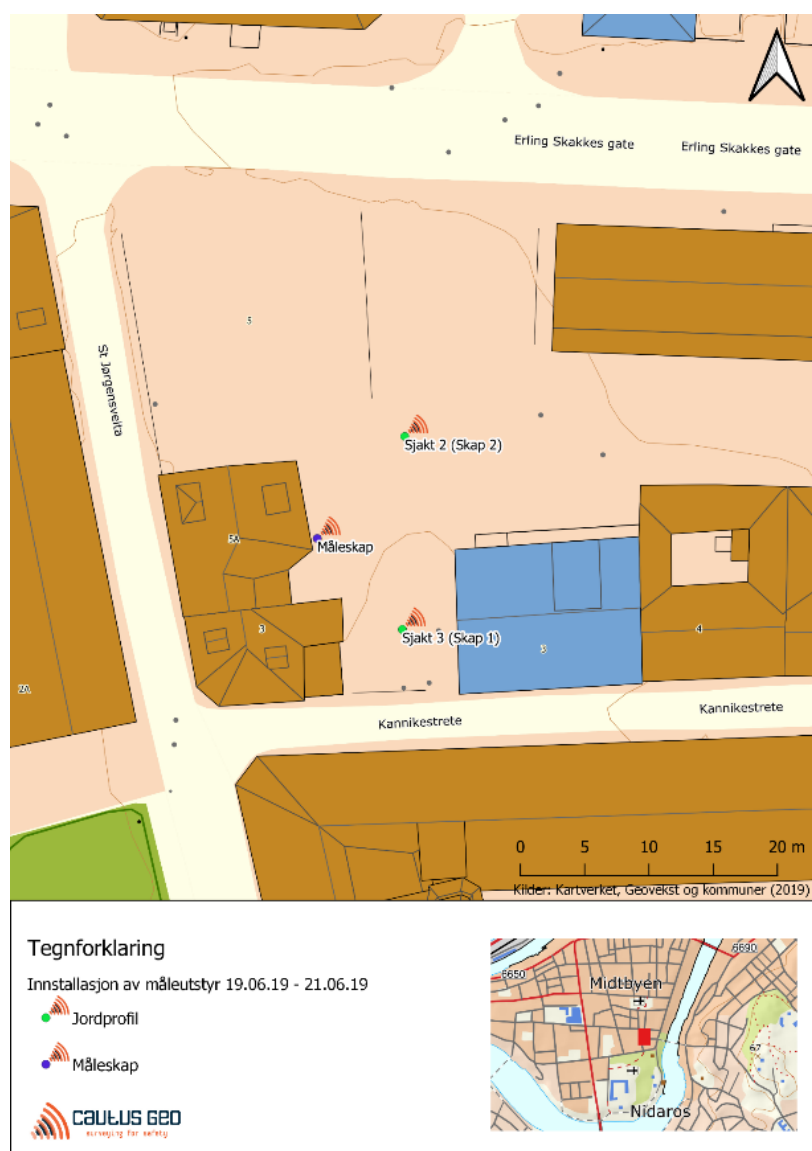 Erling Skakkes gate
Erling Skakkes gate
5
St Jørgensveita
Sjakt 2 (Skap 2)
5A
Måleskap
3
Sjakt 3 (Skap 1)
3
4
2A
Kannikestrete
Kannikestrete
0 5 10 15 20 m
Kilder: Kartverket, Geovekst og kommuner (2019)
Tegnforklaring
Innstallasjon av måleutstyr 19.06.19 - 21.06.19
Jordprofil
Måleskap
CAUTUS GEO
surveying for safety
6650
6690
Midtbyen
67
Nidaros